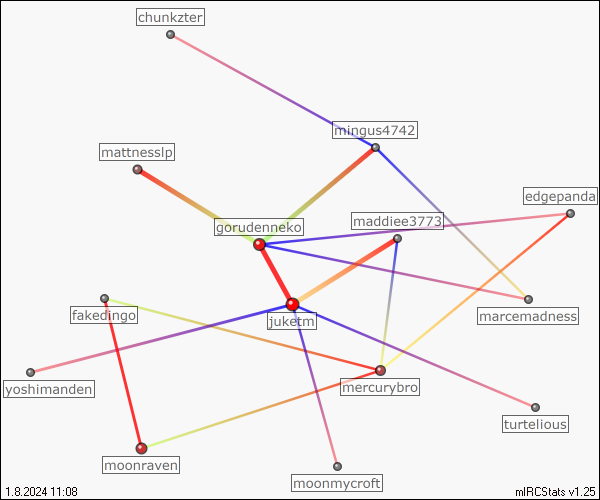 chunkzter
mingus4742
mattnesslp
edgepanda
gorudenneko
maddiee3773
fakedingo
juketm
marcemadness
yoshimanden
mercurybro
turtelious
moonraven
moonmycroft
1.8.2024 11:08
mIRCStats v1.25